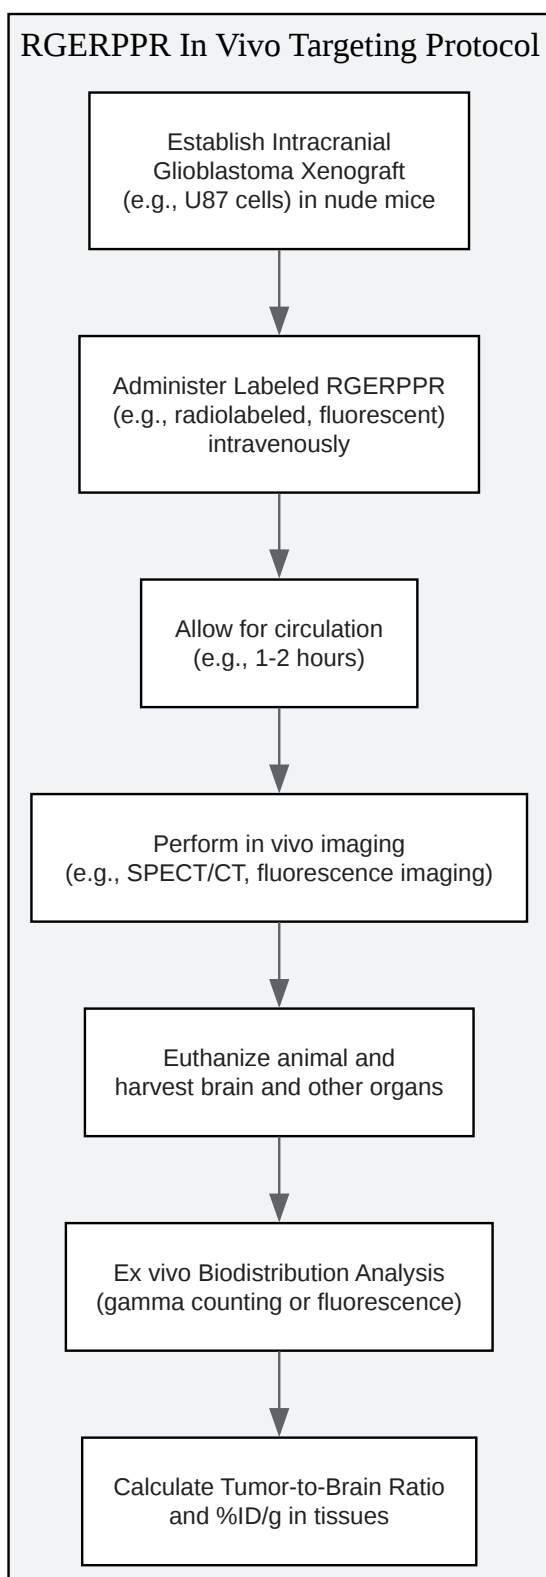 RGERPPR In Vivo Targeting Protocol
Establish Intracranial
Glioblastoma Xenograft
(e.g., U87 cells) in nude mice
Administer Labeled RGERPPR
(e.g., radiolabeled, fluorescent)
intravenously
Allow for circulation
(e.g., 1-2 hours)
Perform in vivo imaging
(e.g., SPECT/CT, fluorescence imaging)
Euthanize animal and
harvest brain and other organs
Ex vivo Biodistribution Analysis
(gamma counting or fluorescence)
Calculate Tumor-to-Brain Ratio
and %ID/g in tissues